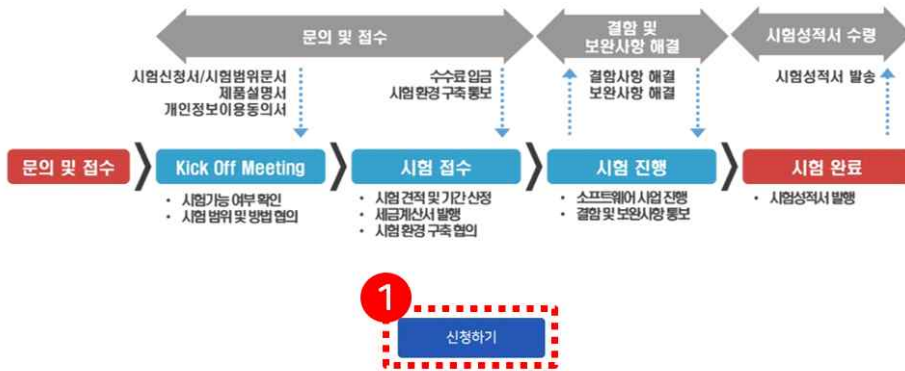 문의 및 접수
결함 및
보완사항 해결
시험성적서 수령
시험신청서/시험범위문서
제품설명서
개인정보이용동의서
수수료 입금
시험 환경 구축 통보
결함사항 해결
보완사항 해결
시험성적서 발송
문의 및 접수
Kick Off Meeting
시험 접수
시험 진행
시험 완료
• 시험가능 여부 확인
• 시험 범위 및 방법 협의
• 시험 견적 및 기간 산정
• 세금계산서 발행
• 시험 환경 구축 협의
• 소프트웨어 사업 진행
• 결함 및 보완사항 통보
• 시험성적서 발행
1
신청하기